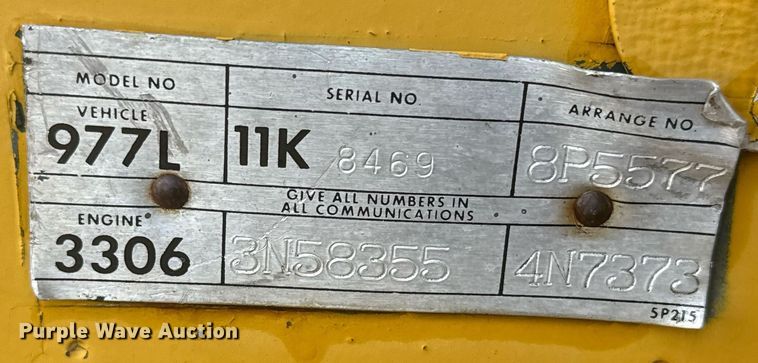 MODEL NO SERIAL NO. ARRANGE NO.
VEHICLE
977L 11K 8469 8P5577
GIVE ALL NUMBERS IN
ALL COMMUNICATIONS
ENGINE
3306 3N58355 4N7373
5P215
Purple Wave Auction